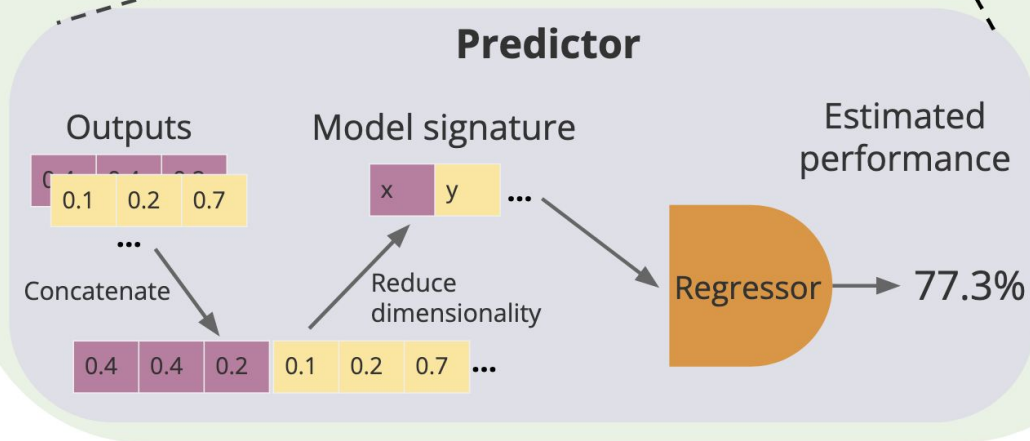 Predictor
Outputs
Model signature
Estimated
performance
0.1 0.2 0.7
...
x y ...
Concatenate
Reduce
dimensionality
Regressor
77.3%
0.4 0.4 0.2 0.1 0.2 0.7 ...